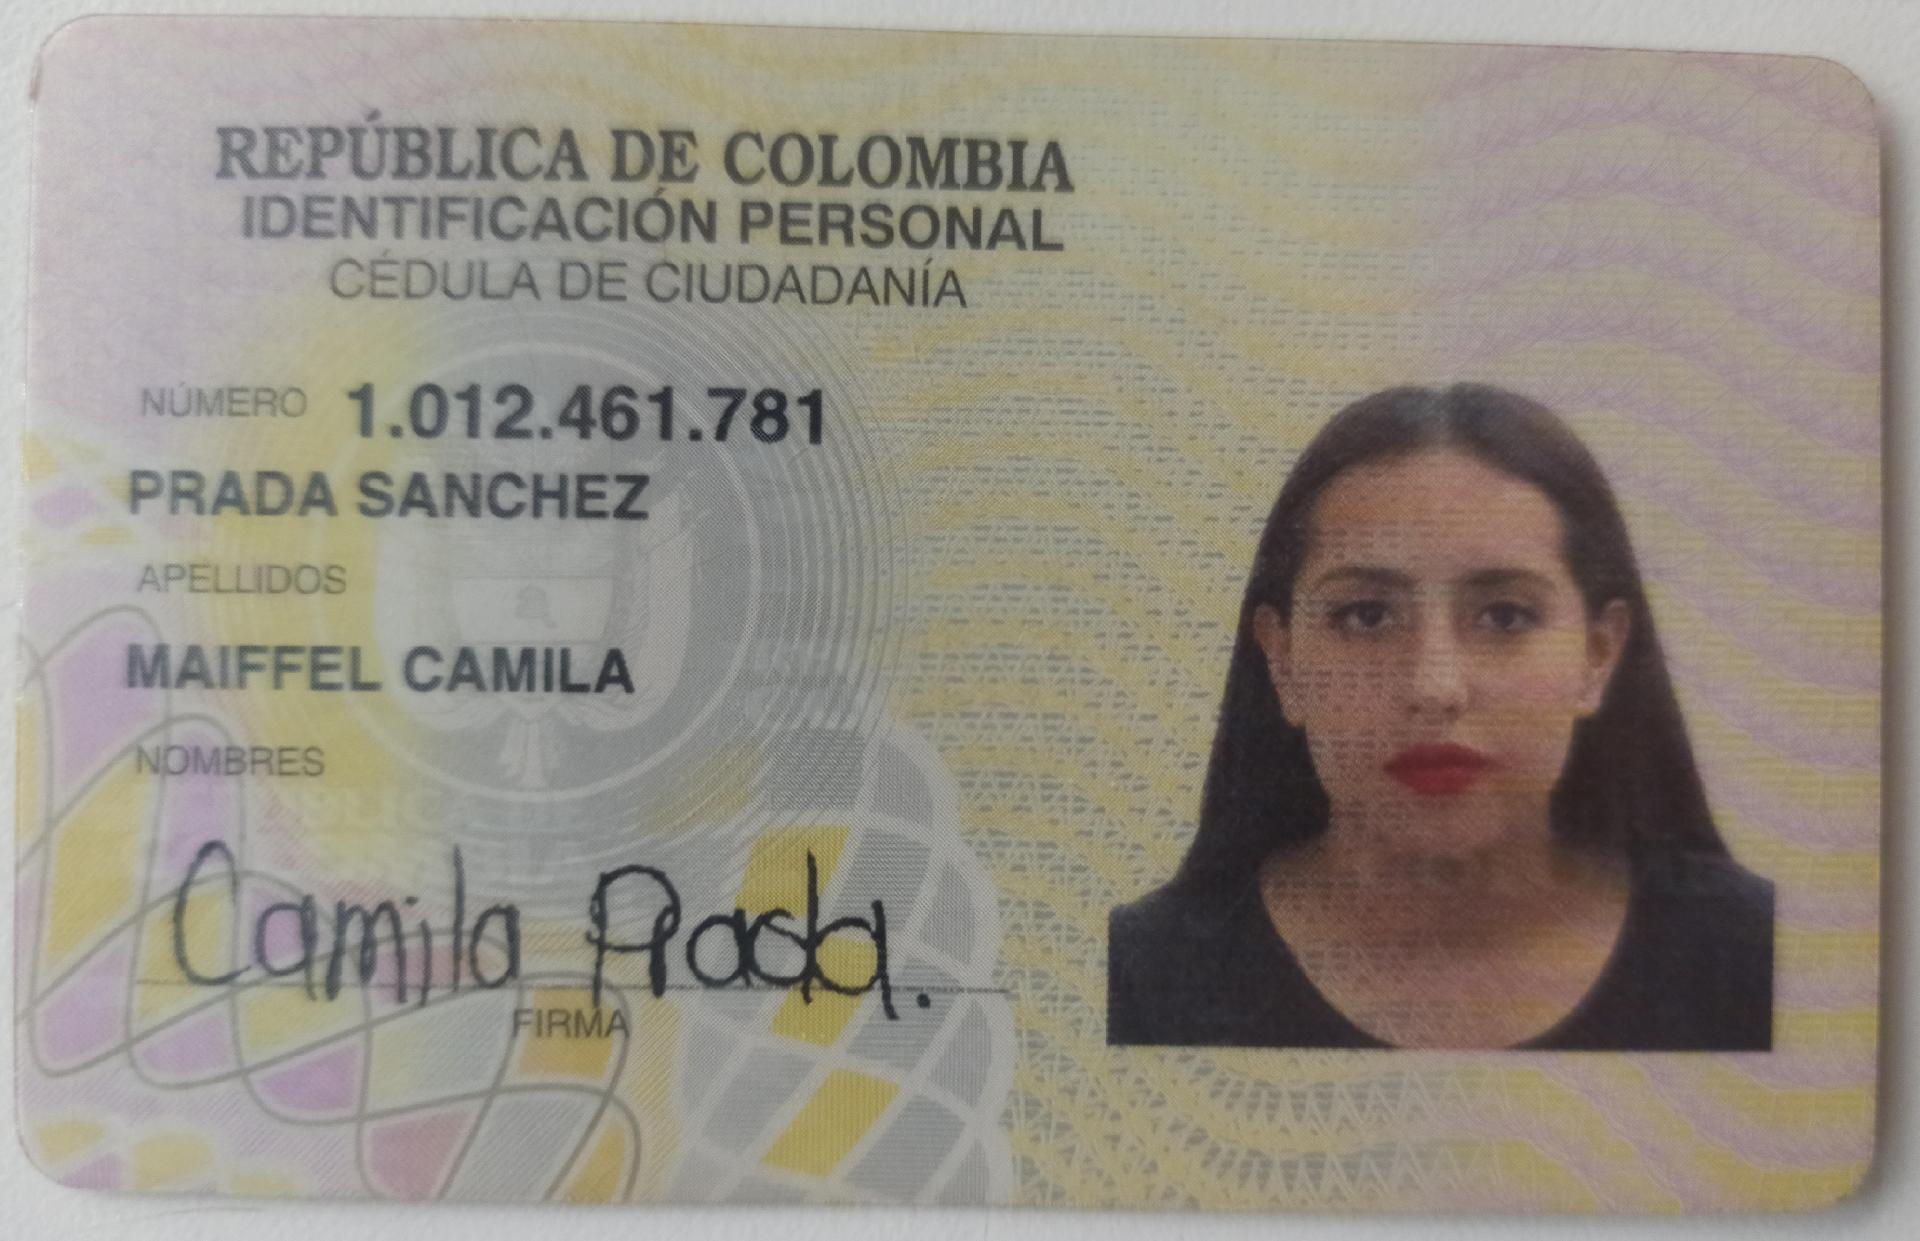 REPÚBLICA DE COLOMBIA
IDENTIFICACIÓN PERSONAL
CÉDULA DE CIUDADANÍA
NÚMERO 1.012.461.781
PRADA SANCHEZ
APELLIDOS
MAIFFEL CAMILA
NOMBRES
Camila Prada.
FIRMA